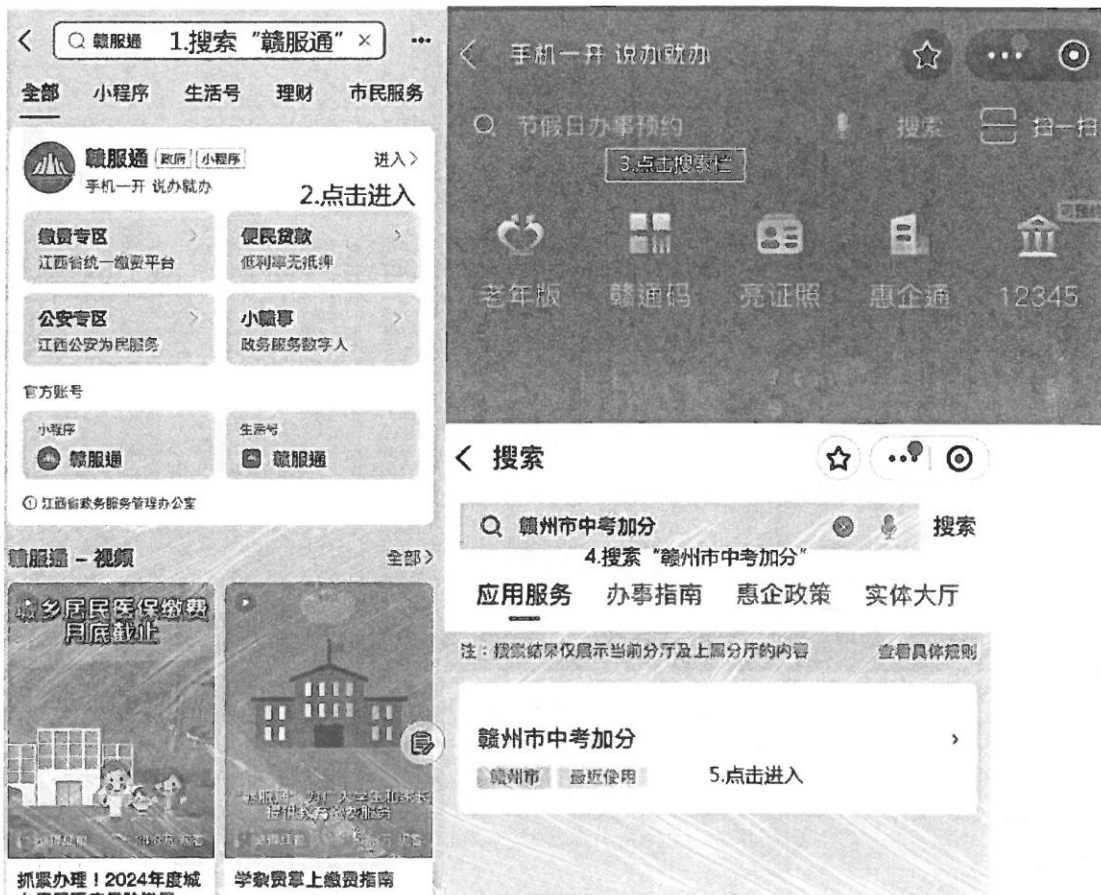 赣服通 1.搜索“赣服通” ×
全部 小程序 生活号 理财 市民服务
赣服通 政府 小程序 进入>
手机一开 说办就办
2.点击进入
缴费专区 >
江西省统一缴费平台
便民贷款 >
低利率无抵押
公安专区 >
江西公安为民服务
小赣事 >
政务服务数字人
官方账号
小程序
赣服通
生活号
赣服通
江西省政务服务管理办公室
赣服通 – 视频 全部>
城乡居民医保缴费
月底截止
抓紧办理！2024年度城
学杂费掌上缴费指南
手机一开 说办就办
节假日办事预约 搜索 扫一扫
3.点击搜索栏
可预约
老年版 赣通码 亮证照 惠企通 12345
搜索
赣州市中考加分 搜索
4.搜索“赣州市中考加分”
应用服务 办事指南 惠企政策 实体大厅
注：搜索结果仅展示当前分厅及上属分厅的内容 查看具体规则
赣州市中考加分
赣州市 最近使用 5.点击进入